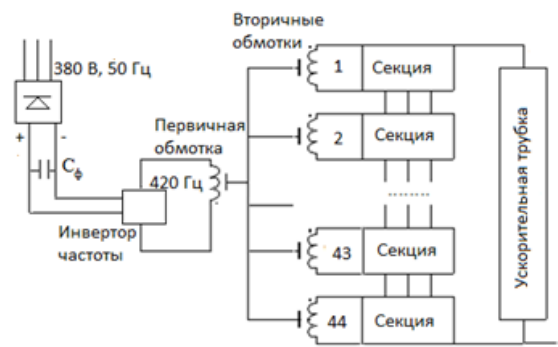 Вторичные
обмотки
380 В, 50 Гц
1
Секция
+
-
Первичная
обмотка
2
Секция
Сф
420 Гц
Инвертор
частоты
43
Секция
44
Секция
Ускорительная трубка